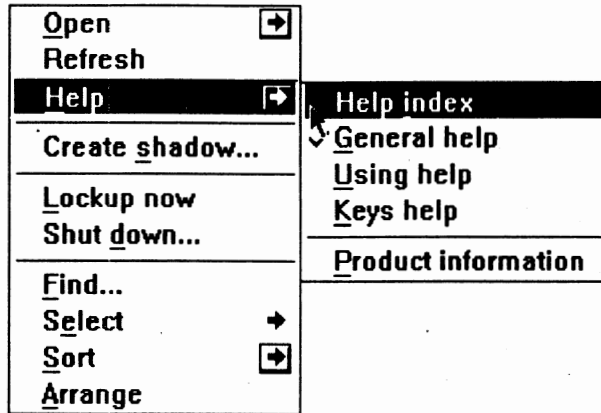 Open
Refresh
Help
Create shadow...
Lockup now
Shut down...
Find...
Select
Sort
Arrange
Help index
General help
Using help
Keys help
Product information